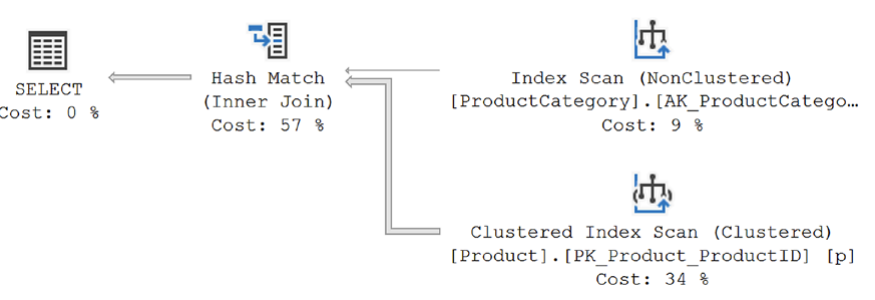 SELECT
Cost: 0 %
Hash Match
(Inner Join)
Cost: 57 %
Index Scan (NonClustered)
[ProductCategory].[AK_ProductCatego…
Cost: 9 %
Clustered Index Scan (Clustered)
[Product].[PK_Product_ProductID] [p]
Cost: 34 %